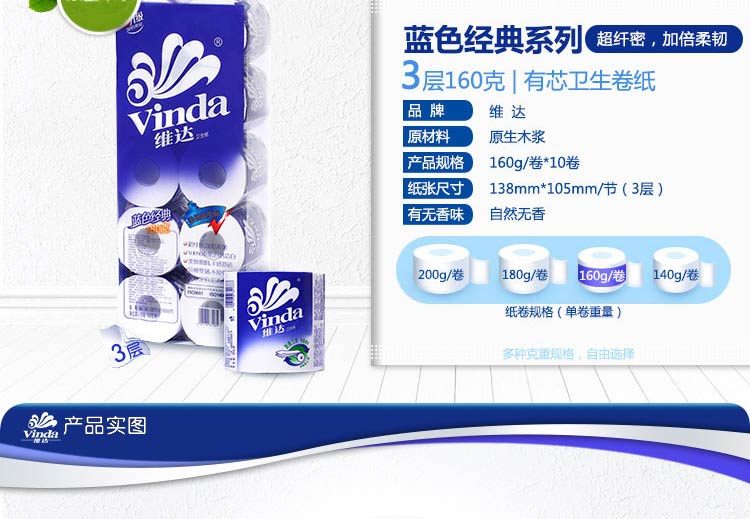 Vinda
维达
卫生纸
蓝色经典
3层
Vinda
维达
蓝色经典系列
超纤密，加倍柔韧
3层160克|有芯卫生卷纸
品 牌 维 达
原材料 原生木浆
产品规格 160g/卷*10卷
纸张尺寸 138mm*105mm/节（3层）
有无香味 自然无香
200g/卷 180g/卷 160g/卷 140g/卷
纸卷规格（单卷重量）
多种克重规格，自由选择
Vinda
维达
产品实图